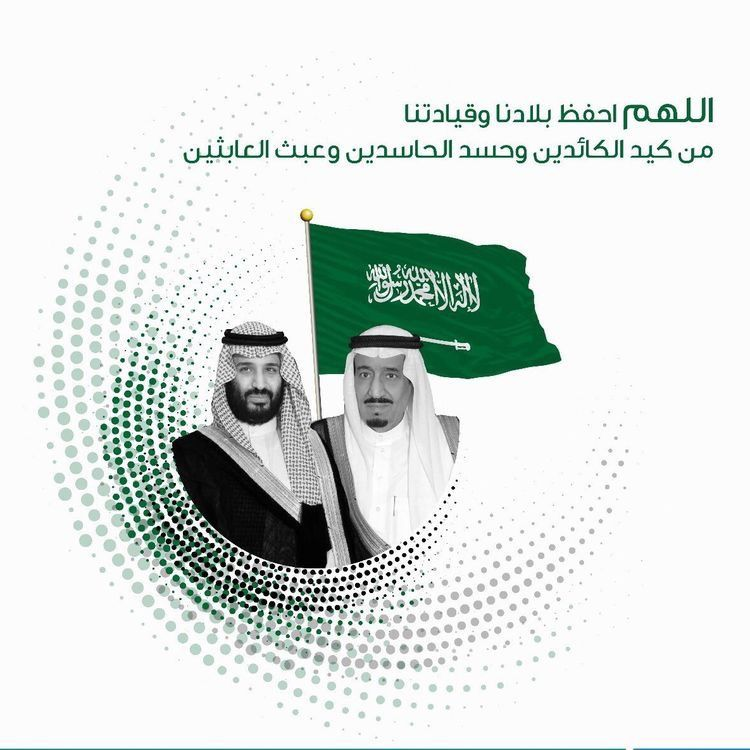 اللهم احفظ بلادنا وقيادتنا
من كيد الكائدين وحسد الحاسدين وعبث العابثين
لا إله إلا الله محمد رسول الله